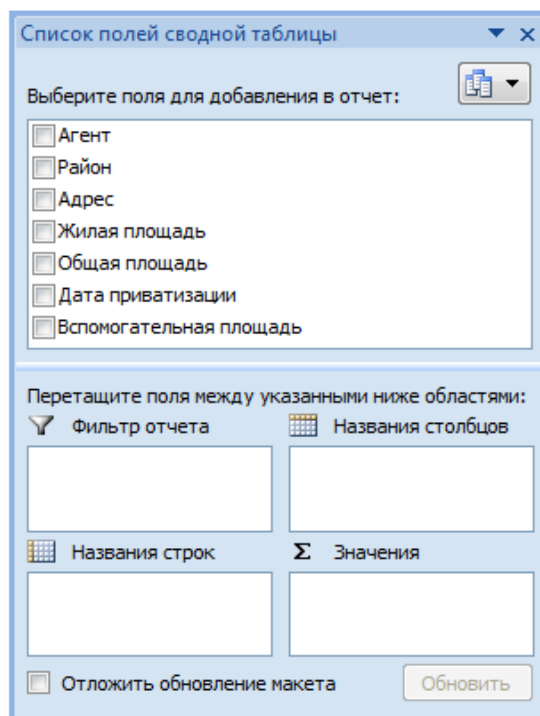 Список полей сводной таблицы
Выберите поля для добавления в отчет:
Агент
Район
Адрес
Жилая площадь
Общая площадь
Дата приватизации
Вспомогательная площадь
Перетащите поля между указанными ниже областями:
Фильтр отчета
Названия столбцов
Названия строк
Σ Значения
Отложить обновление макета
Обновить